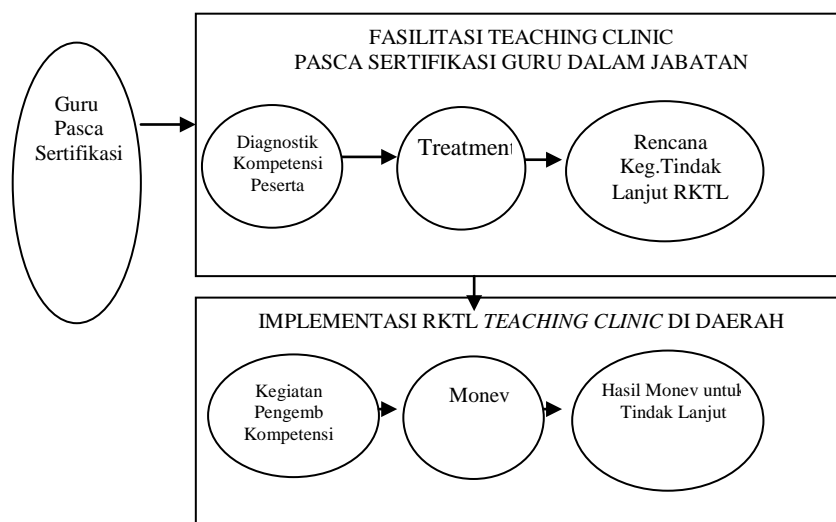 FASILITASI TEACHING CLINIC
PASCA SERTIFIKASI GURU DALAM JABATAN
Guru
Pasca
Sertifikasi
Diagnostik
Kompetensi
Peserta
Treatment
Rencana
Keg.Tindak
Lanjut RKTL
IMPLEMENTASI RKTL TEACHING CLINIC DI DAERAH
Kegiatan
Pengemb
Kompetensi
Monev
Hasil Monev untuk
Tindak Lanjut